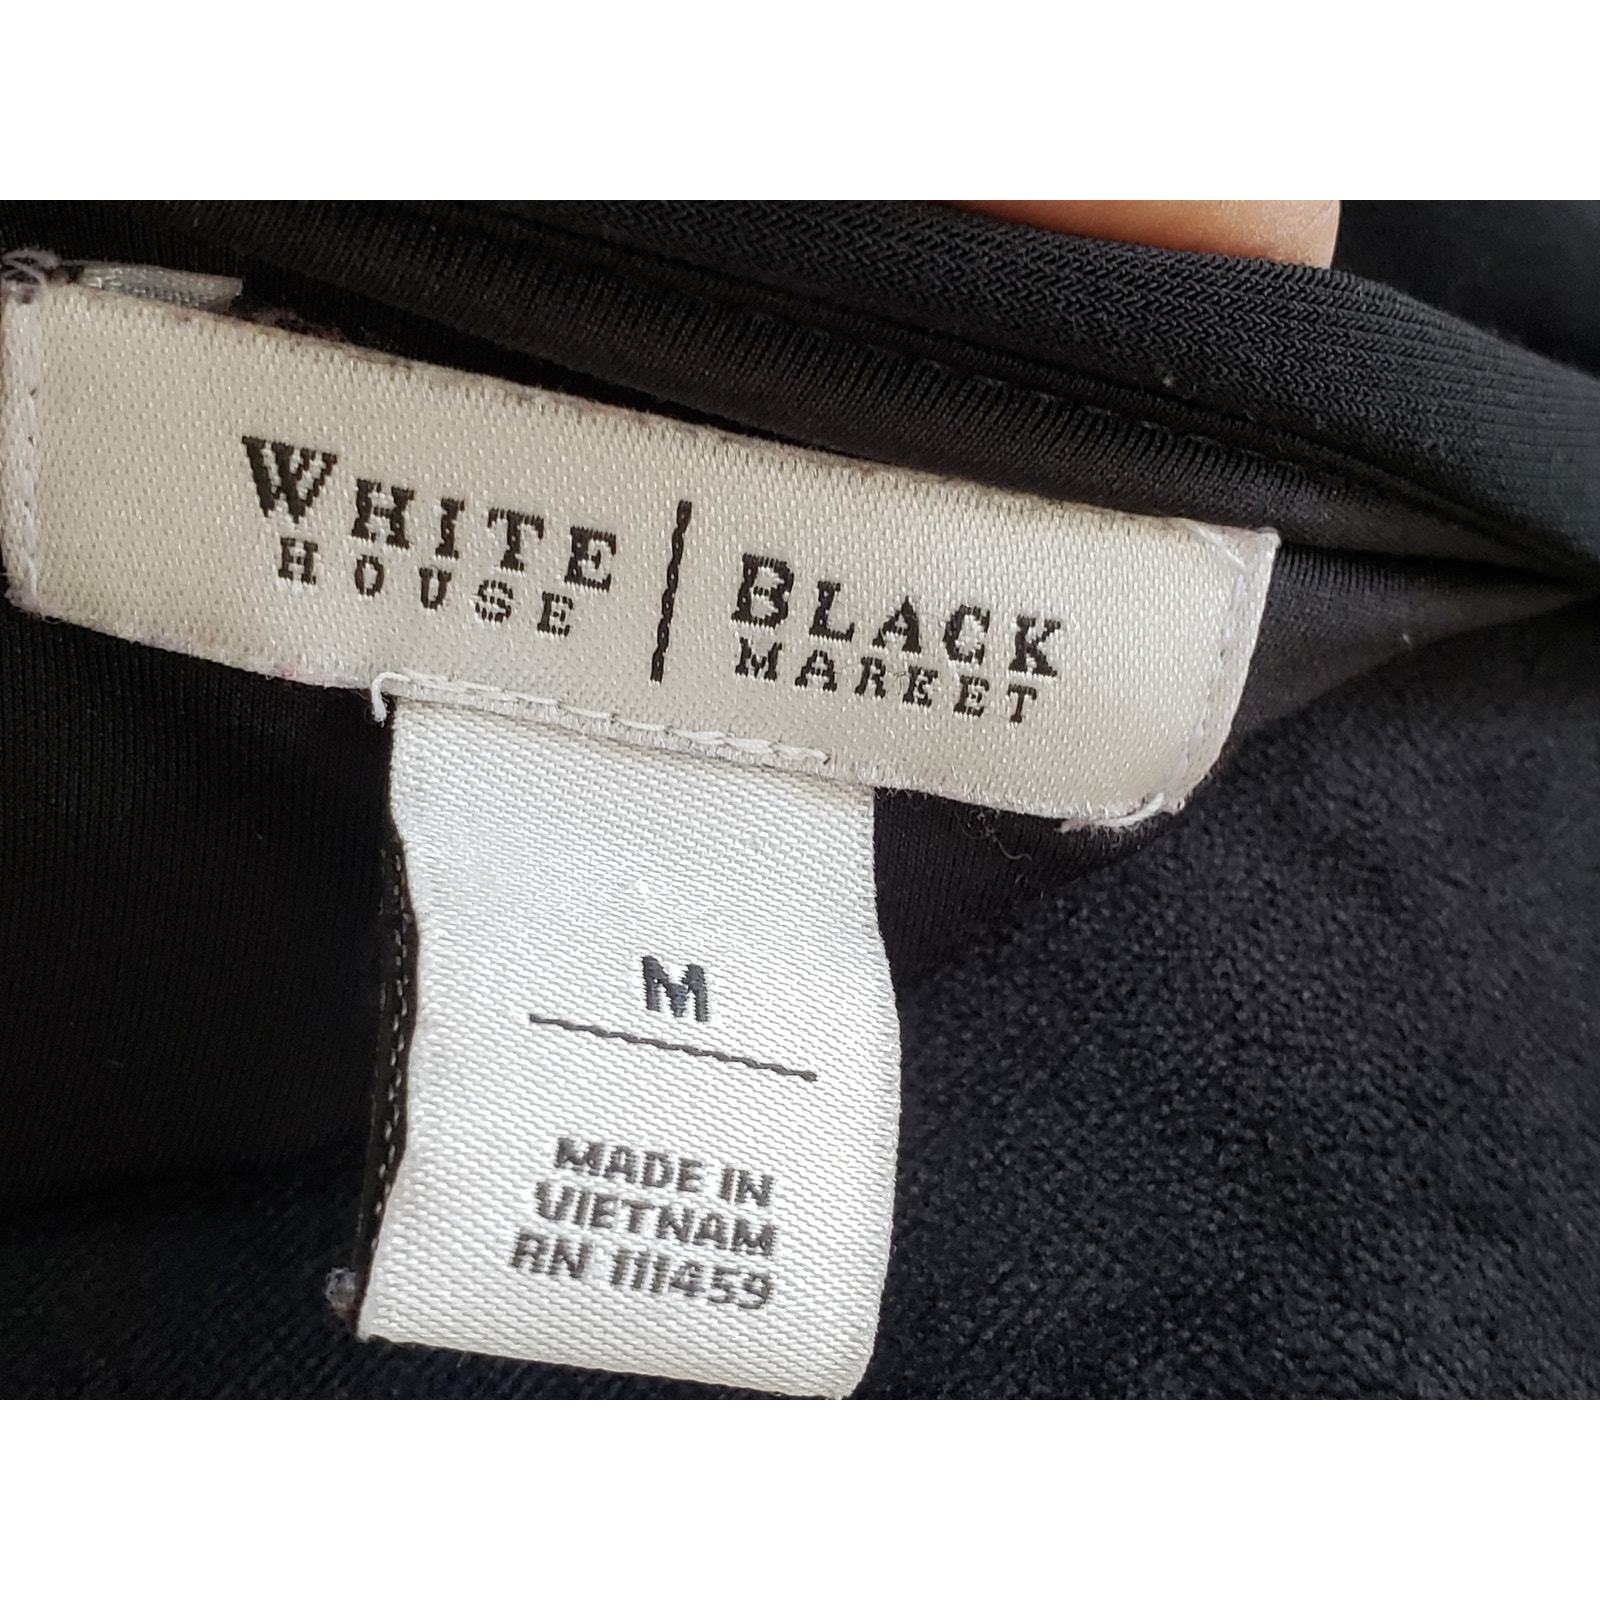 WHITE
HOUSE
BLACK
MARKET
M
MADE IN
VIETNAM
RN 111459